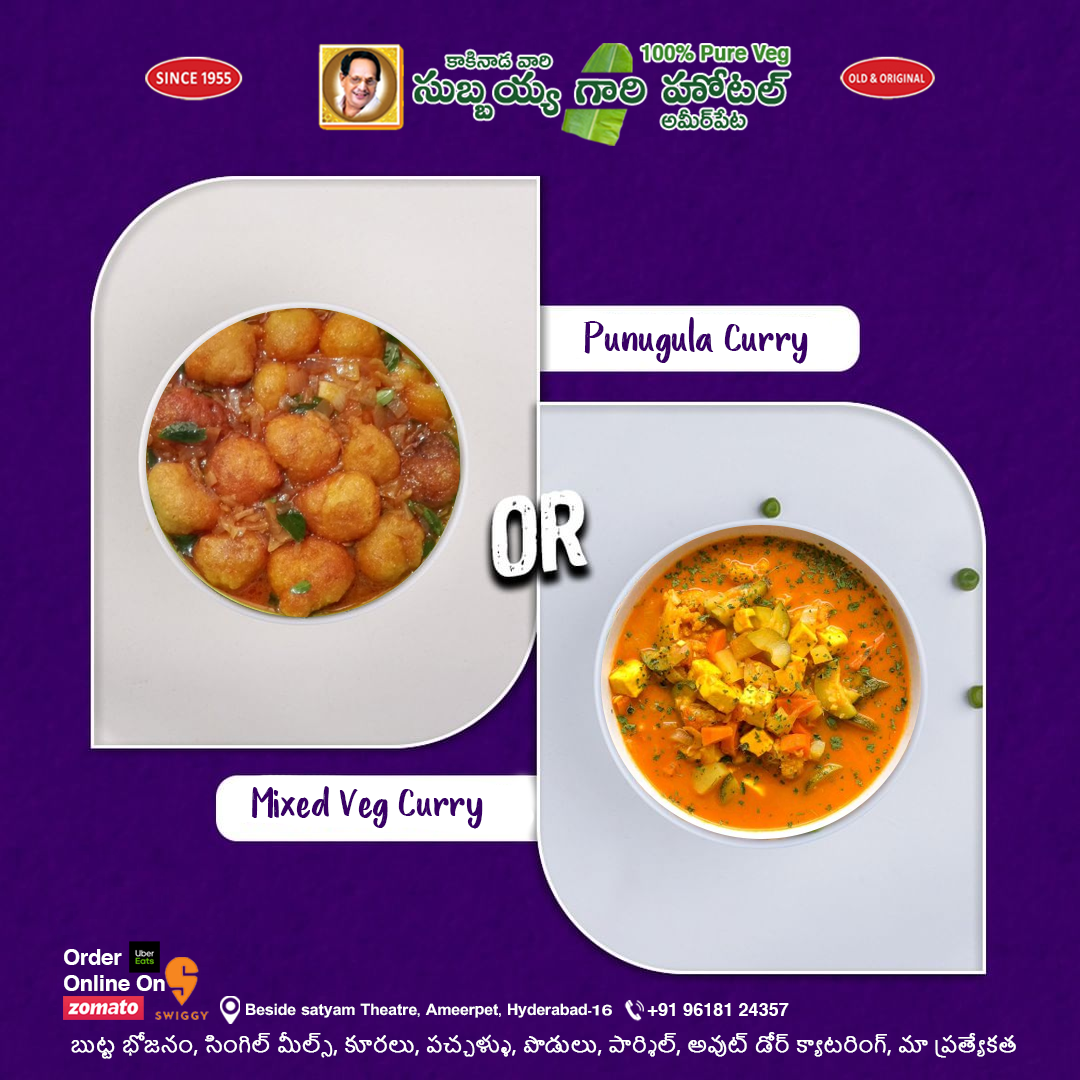 SINCE 1955
కాకినాడ వారి
100% Pure Veg
సుబ్బయ్య గారి హోటల్
అమీర్‌పేట
OLD & ORIGINAL
Punugula Curry
OR
Mixed Veg Curry
Order
Uber
Eats
Online On
zomato
SWIGGY
Beside satyam Theatre, Ameerpet, Hyderabad-16
+91 96181 24357
బుట్ట భోజనం, సింగిల్ మీల్స్, కూరలు, పచ్చళ్ళు, పొడులు, పార్శిల్, అవుట్ డోర్ క్యాటరింగ్, మా ప్రత్యేకత